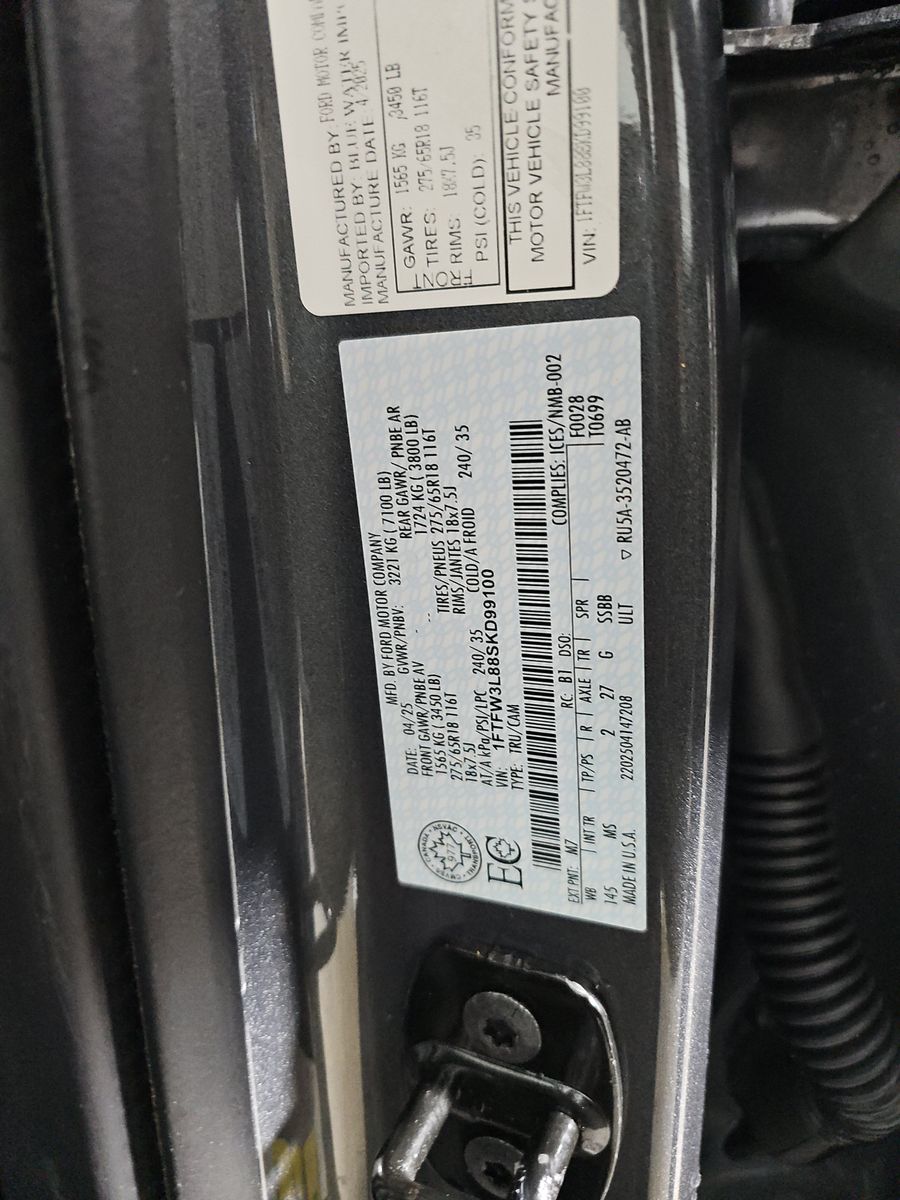 MANUFACTURED BY: FORD MOTOR
IMPORTED BY: BLUE WATER
MANUFACTURE DATE: 4/2025
GAWR: 1565 KG /3450 LB
TIRES: 275/65R18 116T
RIMS: 18X7.5J
PSI (COLD): 35
THIS VEHICLE CONFORM
MOTOR VEHICLE SAFETY
MANUFAC
VIN:
MFD. BY FORD MOTOR COMPANY
DATE: 04/25 GVWR/PNBV: 3221 KG ( 7100 LB)
FRONT GAWR/PNBE AV REAR GAWR/ PNBE AR
1565 KG ( 3450 LB) 1724 KG ( 3800 LB)
275/65R18 116T TIRES/PNEUS 275/65R18 116T
18x7.5J RIMS/JANTES 18x7.5J
AT/A kPa/PSI/LPC 240/ 35 COLD/A FROID 240/ 35
VIN: 1FTFW3L88SKD99100
TYPE: TRU/CAM
CANADA
977
EC
COMPLIES: ICES/NMB-002
EXT PNT: M7 RC: B1 DSO: F0028
T0699
WB INT TR TP/PS R AXLE TR SPR
145 MS 2 27 G SSBB
MADE IN U.S.A. 2202504147208 ULT
▽ RU5A-3520472-AB